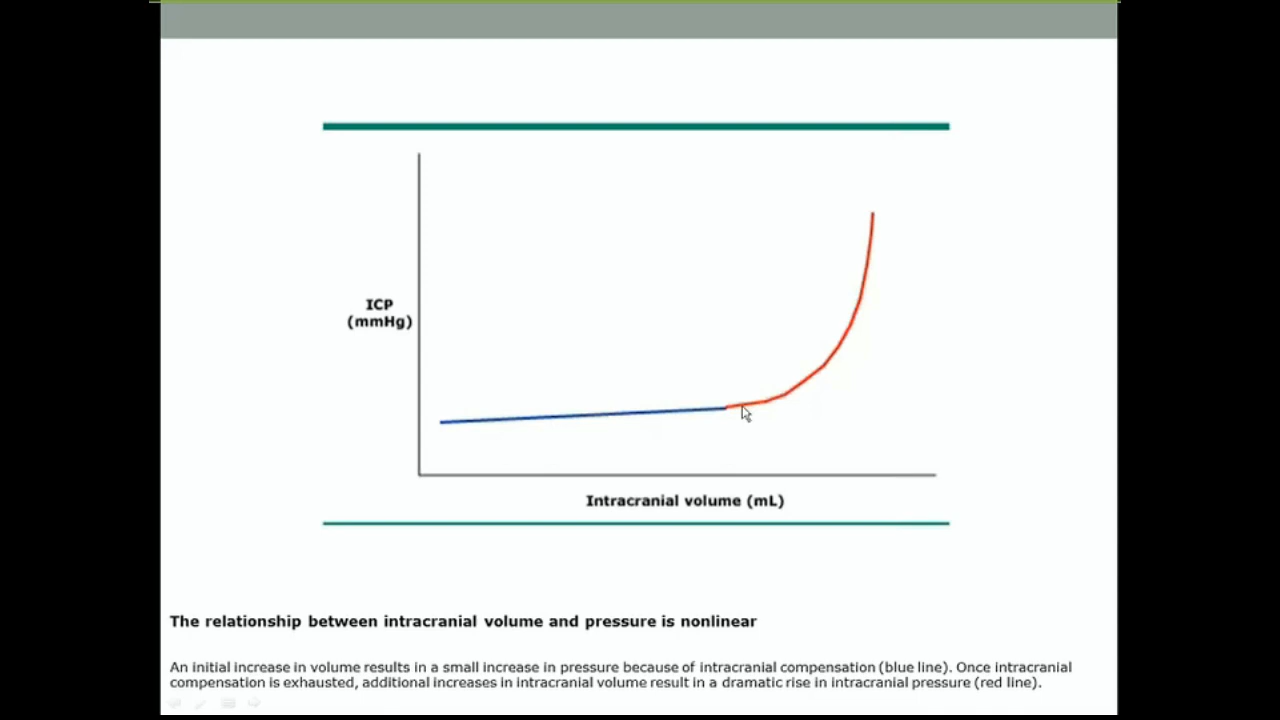 ICP
(mmHg)
Intracranial volume (mL)
The relationship between intracranial volume and pressure is nonlinear
An initial increase in volume results in a small increase in pressure because of intracranial compensation (blue line). Once intracranial
compensation is exhausted, additional increases in intracranial volume result in a dramatic rise in intracranial pressure (red line).